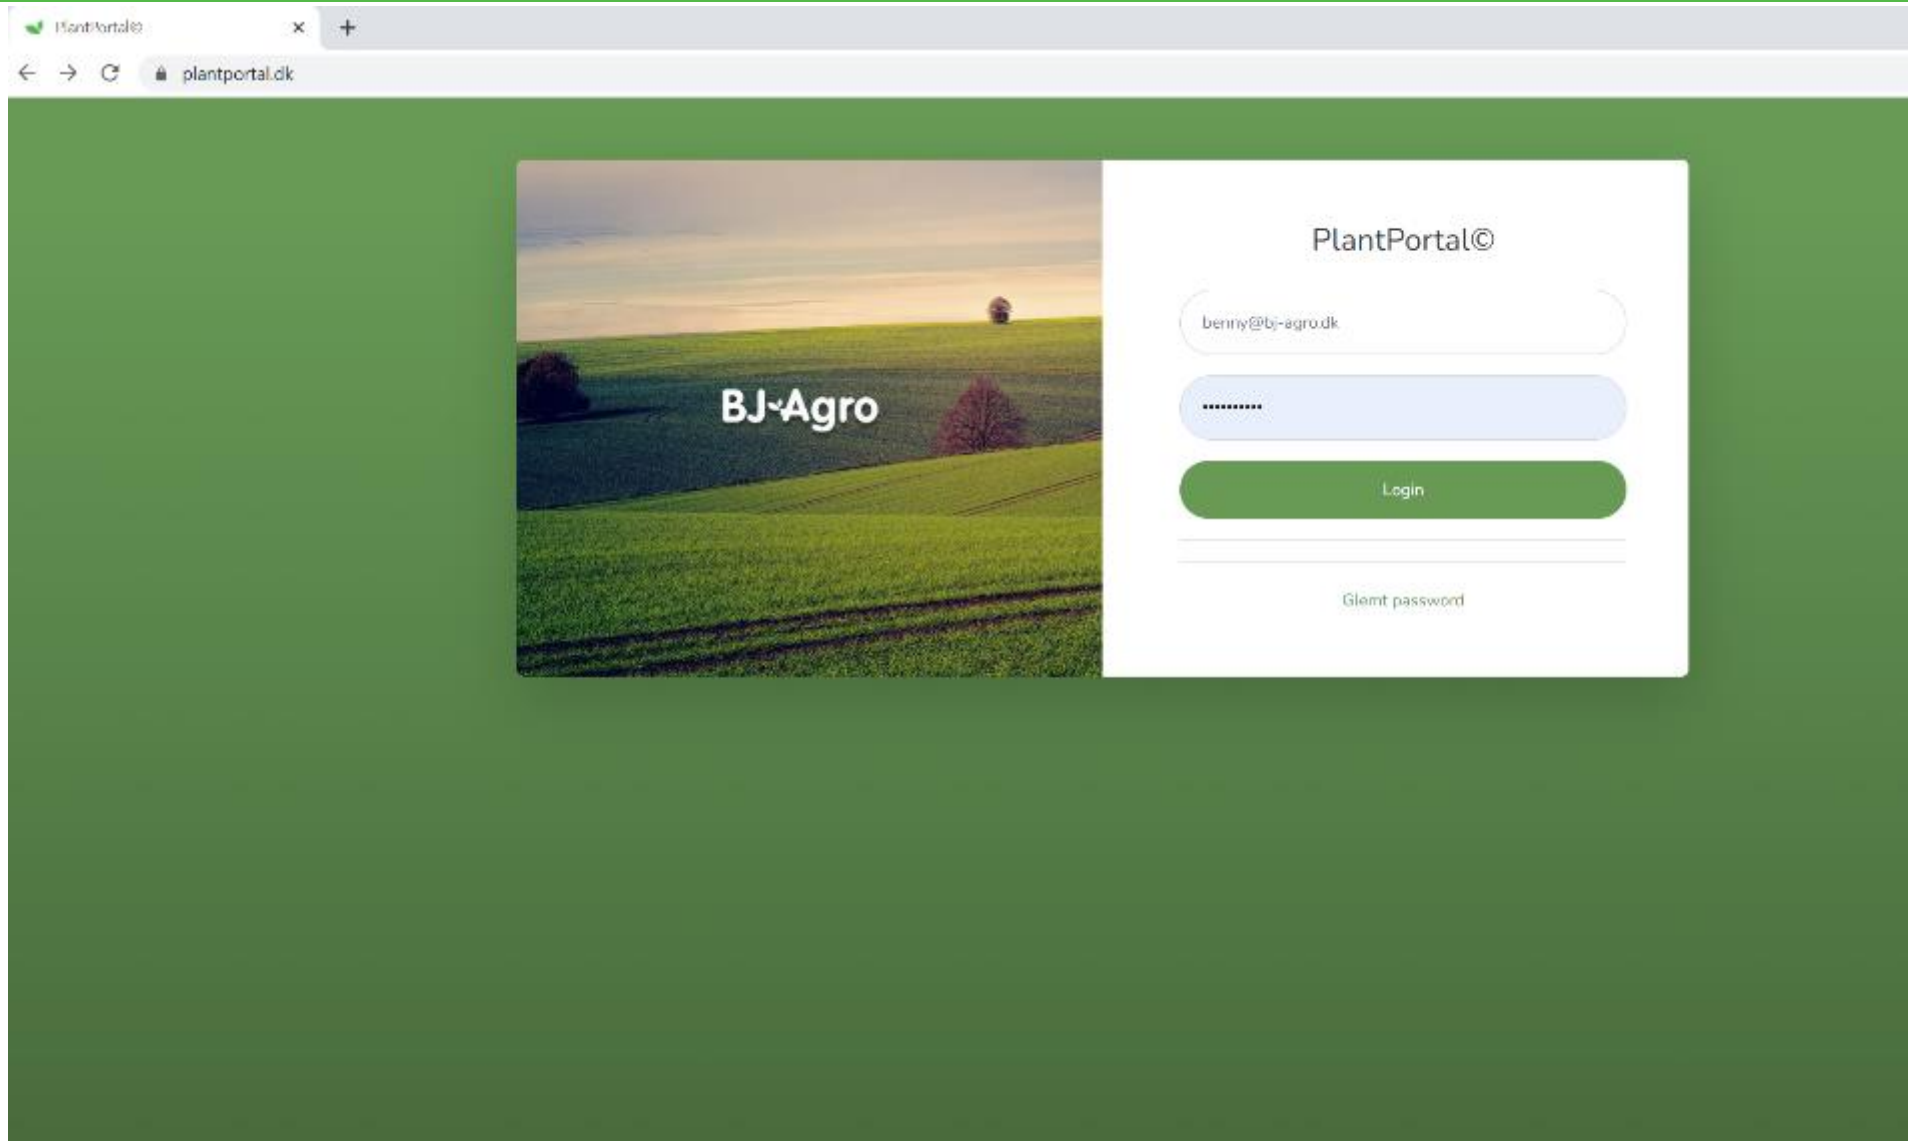 PlantPortal©
plantportal.dk
PlantPortal©
benny@bj-agro.dk
BJ-Agro
••••••••••
Login
Glemt password